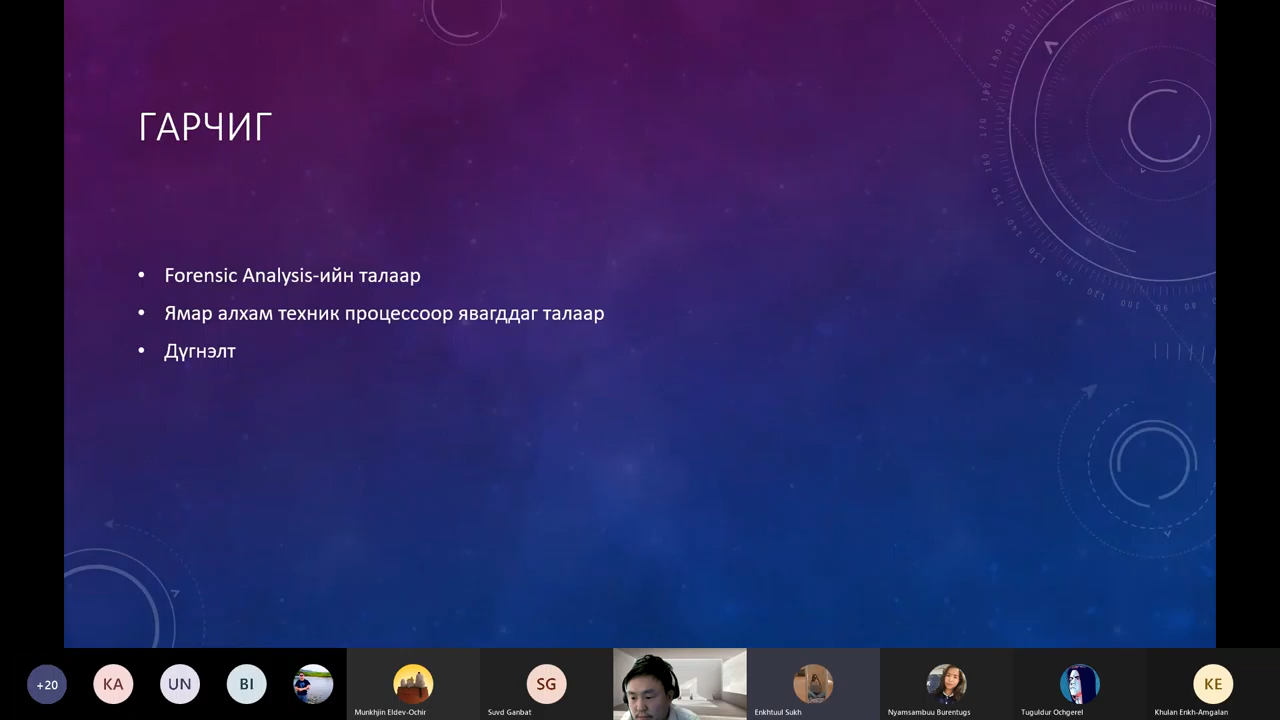 ГАРЧИГ
• Forensic Analysis-ийн талаар
• Ямар алхам техник процессоор явагддаг талаар
• Дүгнэлт
+20
KA
UN
BI
SG
KE
Munkhjin Eldev-Ochir
Suvd Ganbat
Enkhtuul Sukh
Nyamsambuu Burentugs
Tuguldur Ochgerel
Khulan Enkh-Amgalan